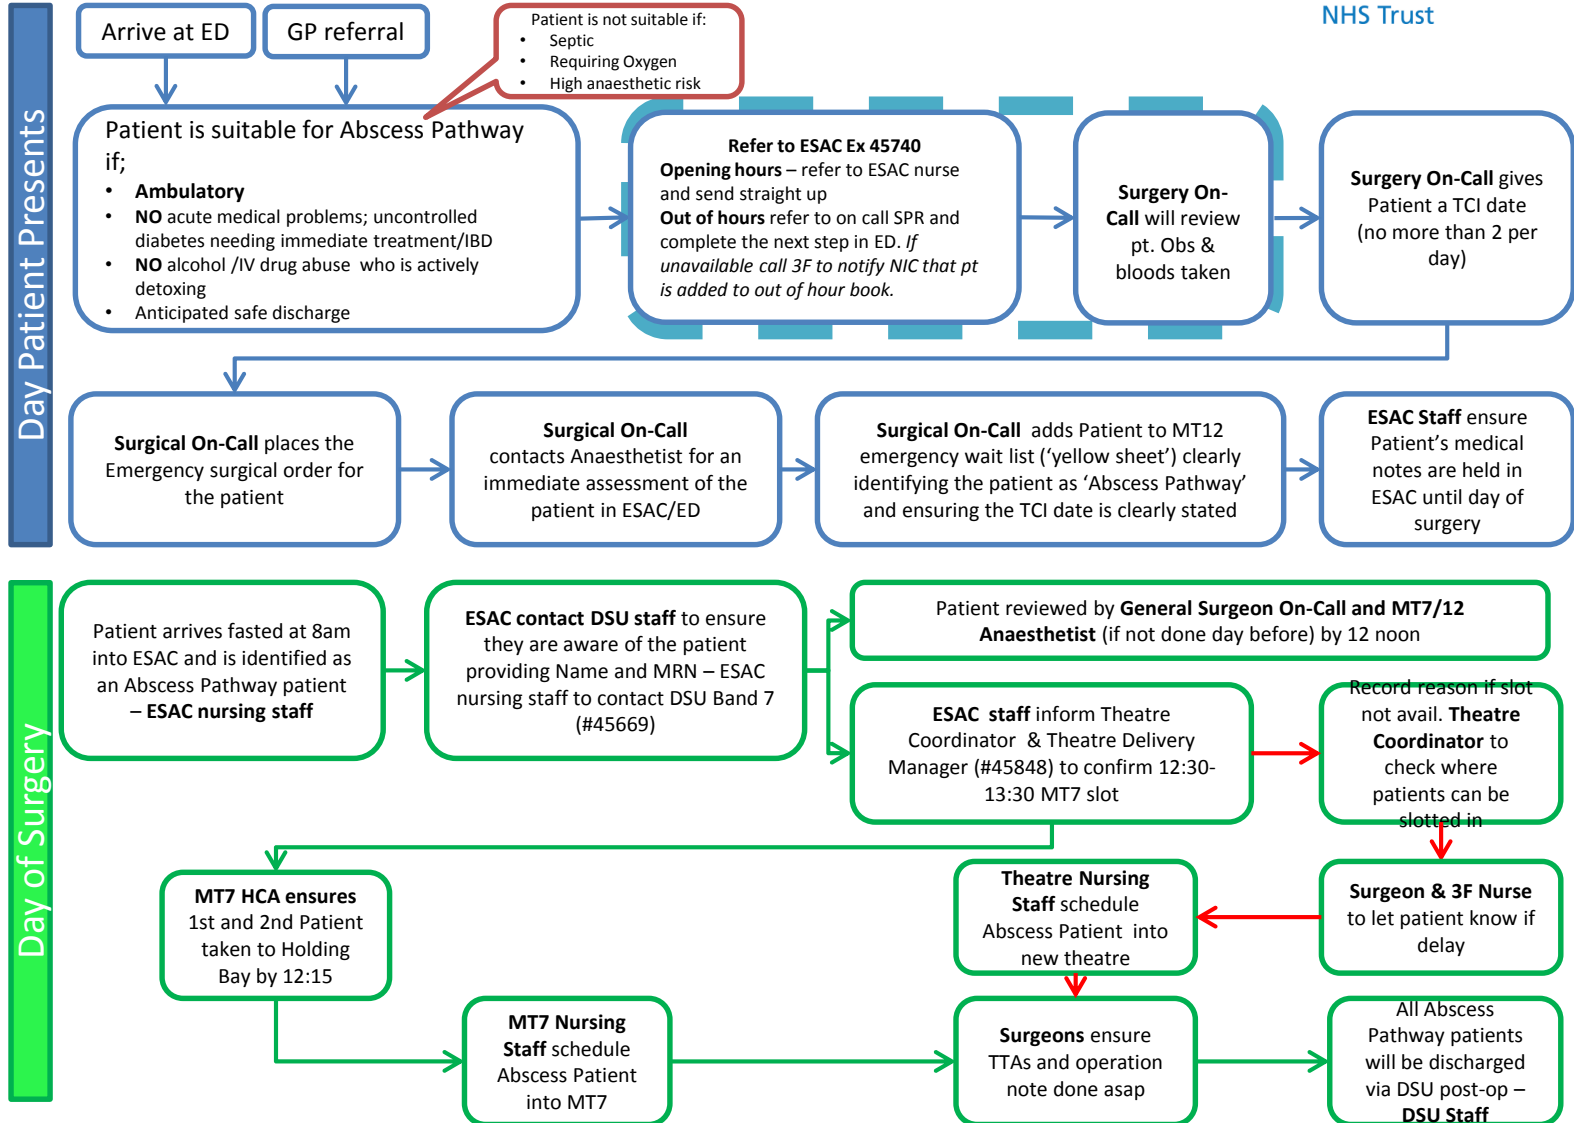 NHS Trust
Day Patient Presents
Arrive at ED
GP referral
Patient is not suitable if:
• Septic
• Requiring Oxygen
• High anaesthetic risk
Patient is suitable for Abscess Pathway
if;
• Ambulatory
• NO acute medical problems; uncontrolled
diabetes needing immediate treatment/IBD
• NO alcohol /IV drug abuse who is actively
detoxing
• Anticipated safe discharge
Refer to ESAC Ex 45740
Opening hours – refer to ESAC nurse
and send straight up
Out of hours refer to on call SPR and
complete the next step in ED. If
unavailable call 3F to notify NIC that pt
is added to out of hour book.
Surgery On-
Call will review
pt. Obs &
bloods taken
Surgery On-Call gives
Patient a TCI date
(no more than 2 per
day)
Surgical On-Call places the
Emergency surgical order for
the patient
Surgical On-Call
contacts Anaesthetist for an
immediate assessment of the
patient in ESAC/ED
Surgical On-Call adds Patient to MT12
emergency wait list ('yellow sheet') clearly
identifying the patient as 'Abscess Pathway'
and ensuring the TCI date is clearly stated
ESAC Staff ensure
Patient's medical
notes are held in
ESAC until day of
surgery
Day of Surgery
Patient arrives fasted at 8am
into ESAC and is identified as
an Abscess Pathway patient
– ESAC nursing staff
ESAC contact DSU staff to ensure
they are aware of the patient
providing Name and MRN – ESAC
nursing staff to contact DSU Band 7
(#45669)
Patient reviewed by General Surgeon On-Call and MT7/12
Anaesthetist (if not done day before) by 12 noon
ESAC staff inform Theatre
Coordinator & Theatre Delivery
Manager (#45848) to confirm 12:30-
13:30 MT7 slot
Record reason if slot
not avail. Theatre
Coordinator to
check where
patients can be
slotted in
MT7 HCA ensures
1st and 2nd Patient
taken to Holding
Bay by 12:15
Theatre Nursing
Staff schedule
Abscess Patient into
new theatre
Surgeon & 3F Nurse
to let patient know if
delay
MT7 Nursing
Staff schedule
Abscess Patient
into MT7
Surgeons ensure
TTAs and operation
note done asap
All Abscess
Pathway patients
will be discharged
via DSU post-op –
DSU Staff